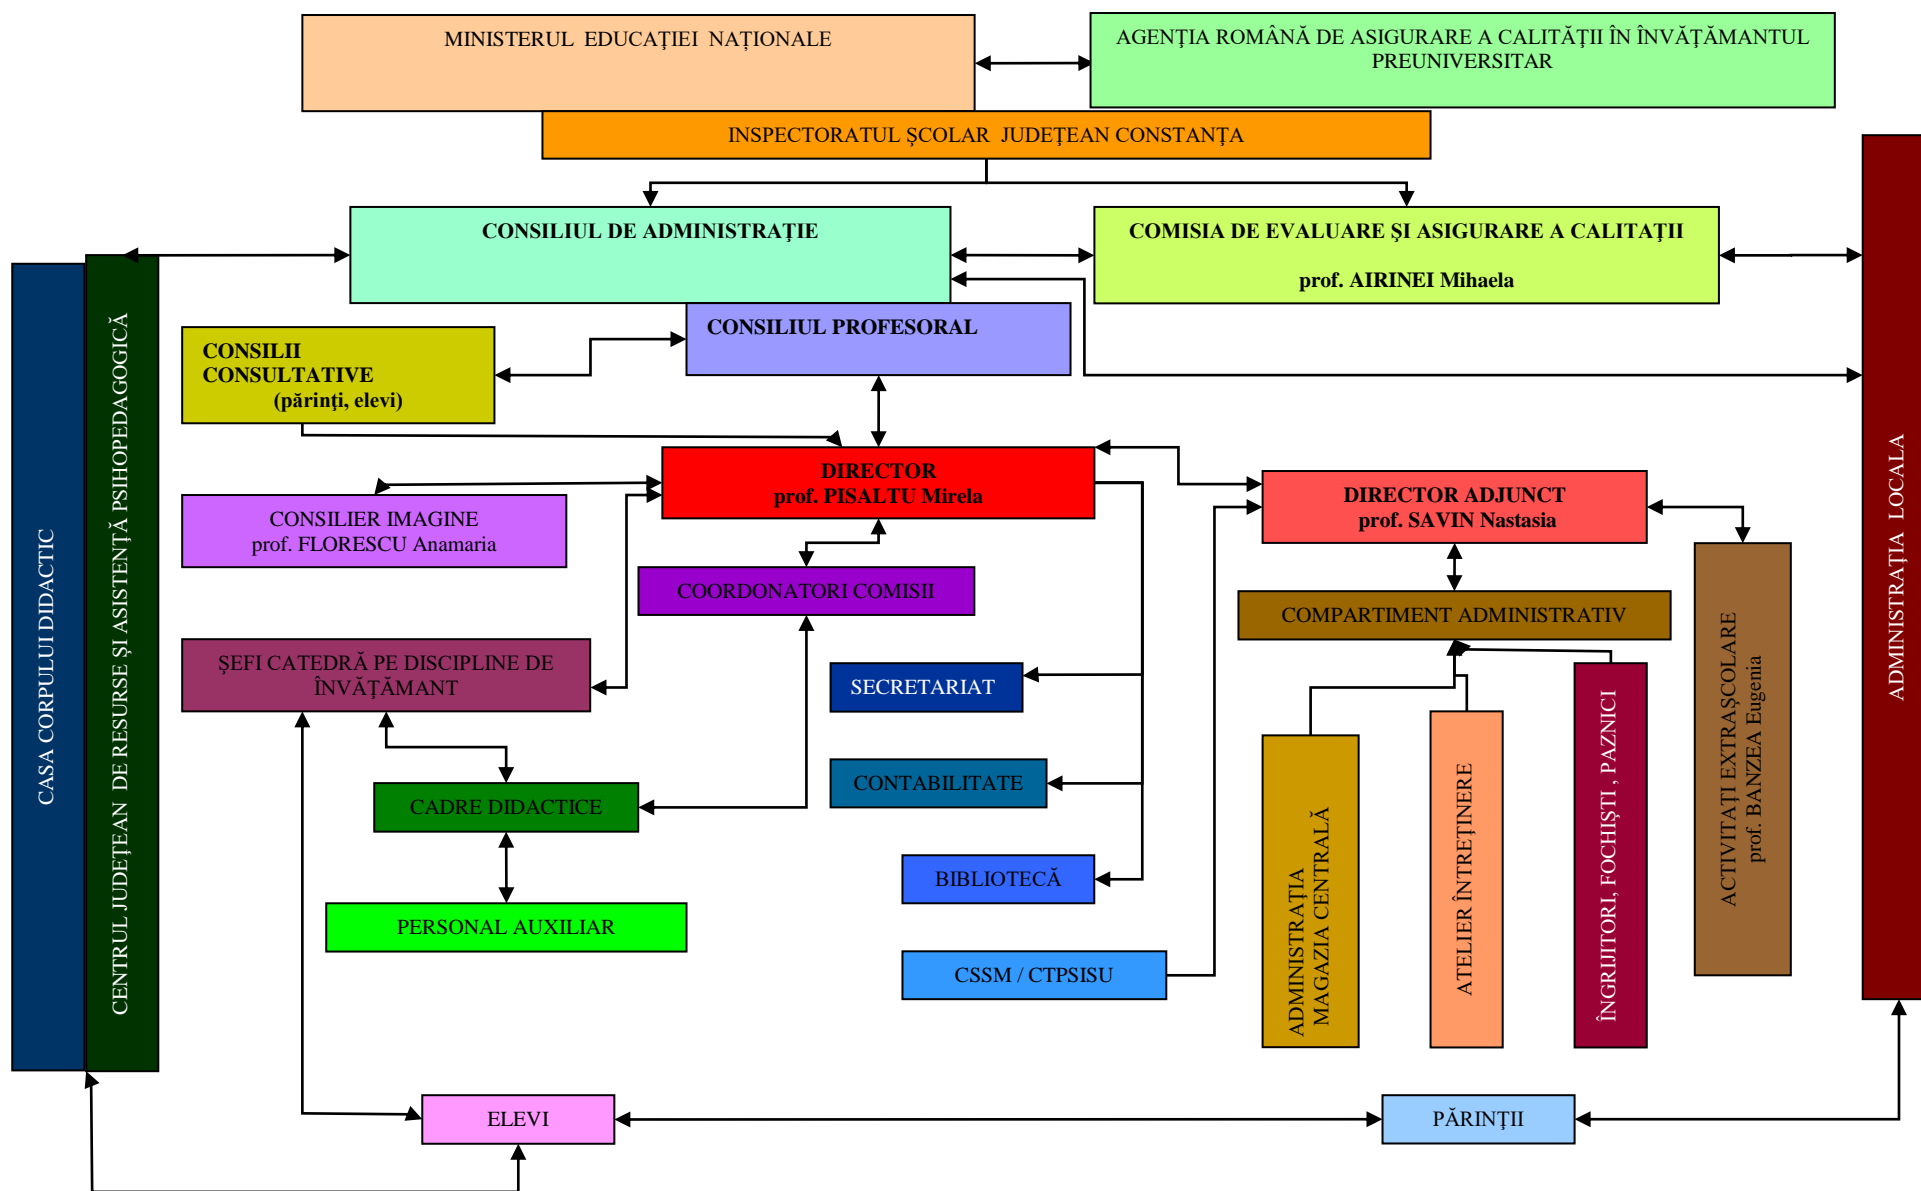 MINISTERUL EDUCAŢIEI  NAŢIONALE
AGENŢIA ROMÂNĂ DE ASIGURARE A CALITĂŢII ÎN ÎNVĂŢĂMANTUL
PREUNIVERSITAR
INSPECTORATUL ŞCOLAR  JUDEŢEAN CONSTANŢA
CONSILIUL DE ADMINISTRAŢIE
COMISIA DE EVALUARE ŞI ASIGURARE A CALITAŢII
prof. AIRINEI Mihaela
CONSILIUL PROFESORAL
CONSILII
CONSULTATIVE
(părinţi, elevi)
DIRECTOR
prof. PISALTU Mirela
DIRECTOR ADJUNCT
prof. SAVIN Nastasia
CONSILIER IMAGINE
prof. FLORESCU Anamaria
COORDONATORI COMISII
COMPARTIMENT ADMINISTRATIV
ŞEFI CATEDRĂ PE DISCIPLINE DE
ÎNVĂŢĂMANT
SECRETARIAT
CONTABILITATE
CADRE DIDACTICE
BIBLIOTECĂ
PERSONAL AUXILIAR
CSSM / CTPSISU
ADMINISTRAŢIA
MAGAZIA CENTRALĂ
ATELIER ÎNTREŢINERE
ÎNGRIJITORI, FOCHIŞTI , PAZNICI
ACTIVITAŢI EXTRAŞCOLARE
prof. BANZEA Eugenia
CASA CORPULUI DIDACTIC
CENTRUL JUDEŢEAN  DE RESURSE ŞI ASISTENŢĂ PSIHOPEDAGOGICĂ
ADMINISTRAŢIA  LOCALA
ELEVI
PĂRINŢII